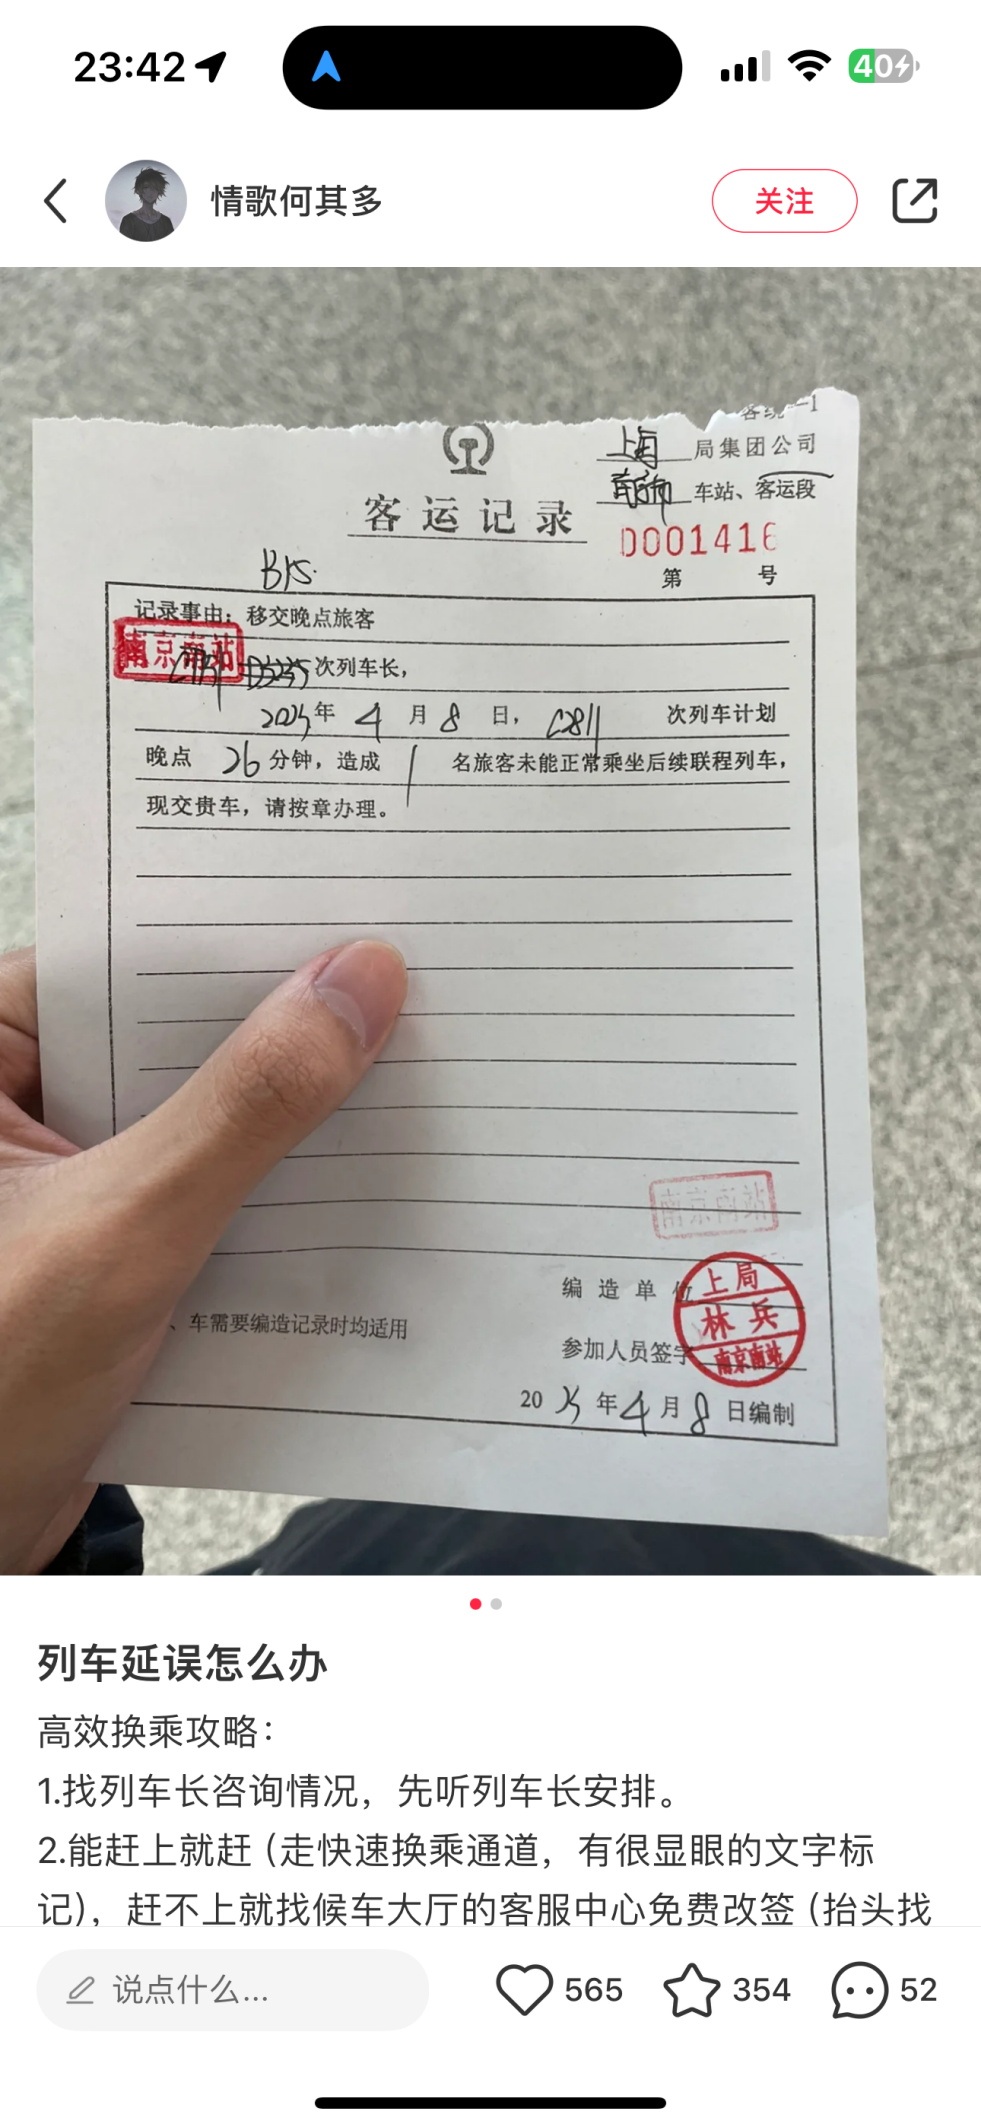 23:42
40
情歌何其多
关注
客统一1
上海局集团公司
车站、客运段
客运记录
0001416
第 号
B15.
记录事由：移交晚点旅客
南京南站
次列车长，
2025年 4月8日， C2811 次列车计划
晚点 26分钟，造成 1 名旅客未能正常乘坐后续联程列车，
现交贵车，请按章办理。
南京南站
编造单位
上局
林兵
南京南站
、车需要编造记录时均适用
参加人员签字
2025年4月8日编制
列车延误怎么办
高效换乘攻略：
1.找列车长咨询情况，先听列车长安排。
2.能赶上就赶（走快速换乘通道，有很显眼的文字标
记），赶不上就找候车大厅的客服中心免费改签（抬头找
说点什么...
565
354
52